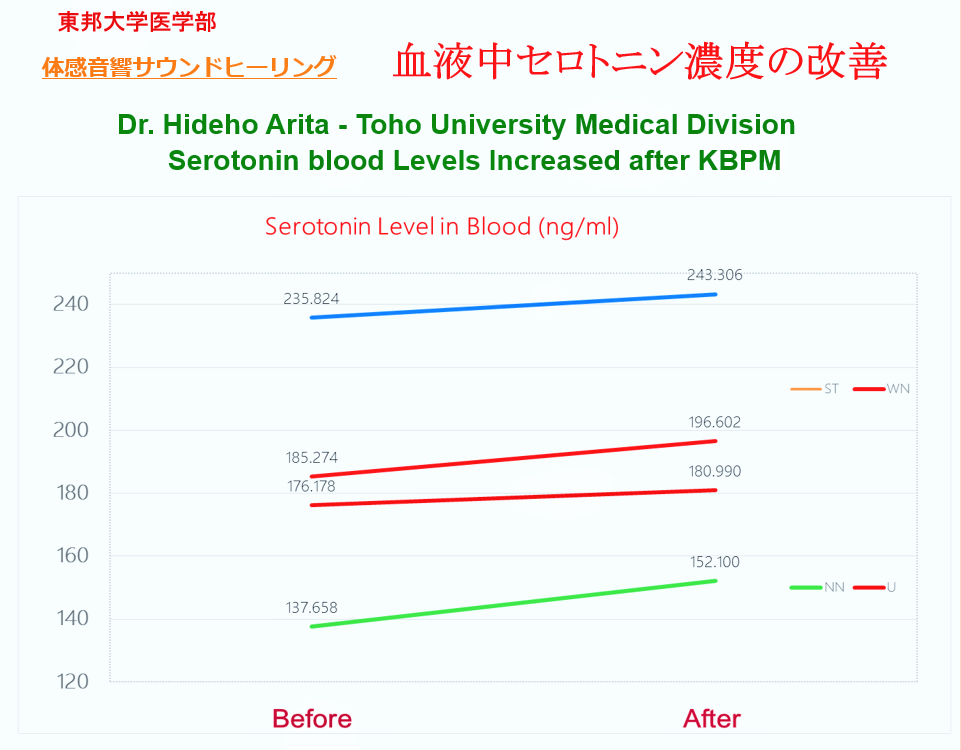 東邦大学医学部
体感音響サウンドヒーリング
血液中セロトニン濃度の改善
Dr. Hideho Arita - Toho University Medical Division
Serotonin blood Levels Increased after KBPM
Serotonin Level in Blood (ng/ml)
240
220
200
180
160
140
120
235.824
243.306
185.274
196.602
176.178
180.990
137.658
152.100
ST WN
NN U
Before After